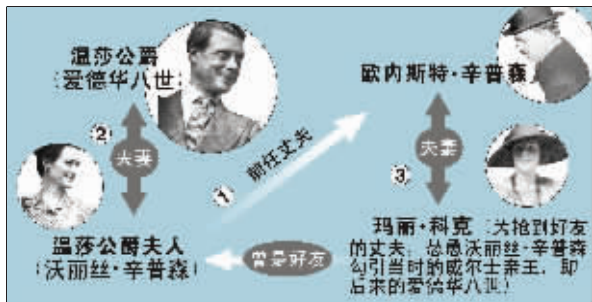 温莎公爵
(爱德华八世)
②
夫妻
温莎公爵夫人
(沃丽丝·辛普森)
①
前任丈夫
曾是好友
欧内斯特·辛普森
夫妻
③
玛丽·科克(为抢到好友
的丈夫,怂恿沃丽丝·辛普森
勾引当时的威尔士亲王,即
后来的爱德华八世)